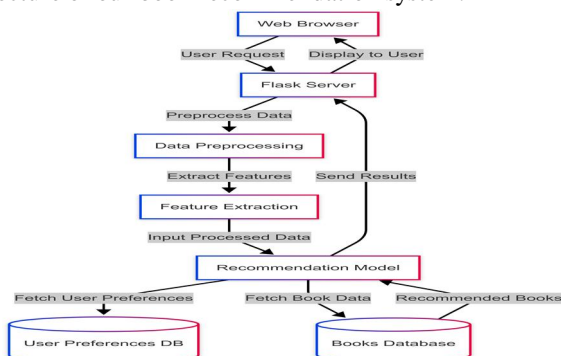 Web Browser
User Request Display to User
Flask Server
Preprocess Data
Data Preprocessing
Extract Features Send Results
Feature Extraction
Input Processed Data
Recommendation Model
Fetch User Preferences Fetch Book Data Recommended Books
User Preferences DB Books Database